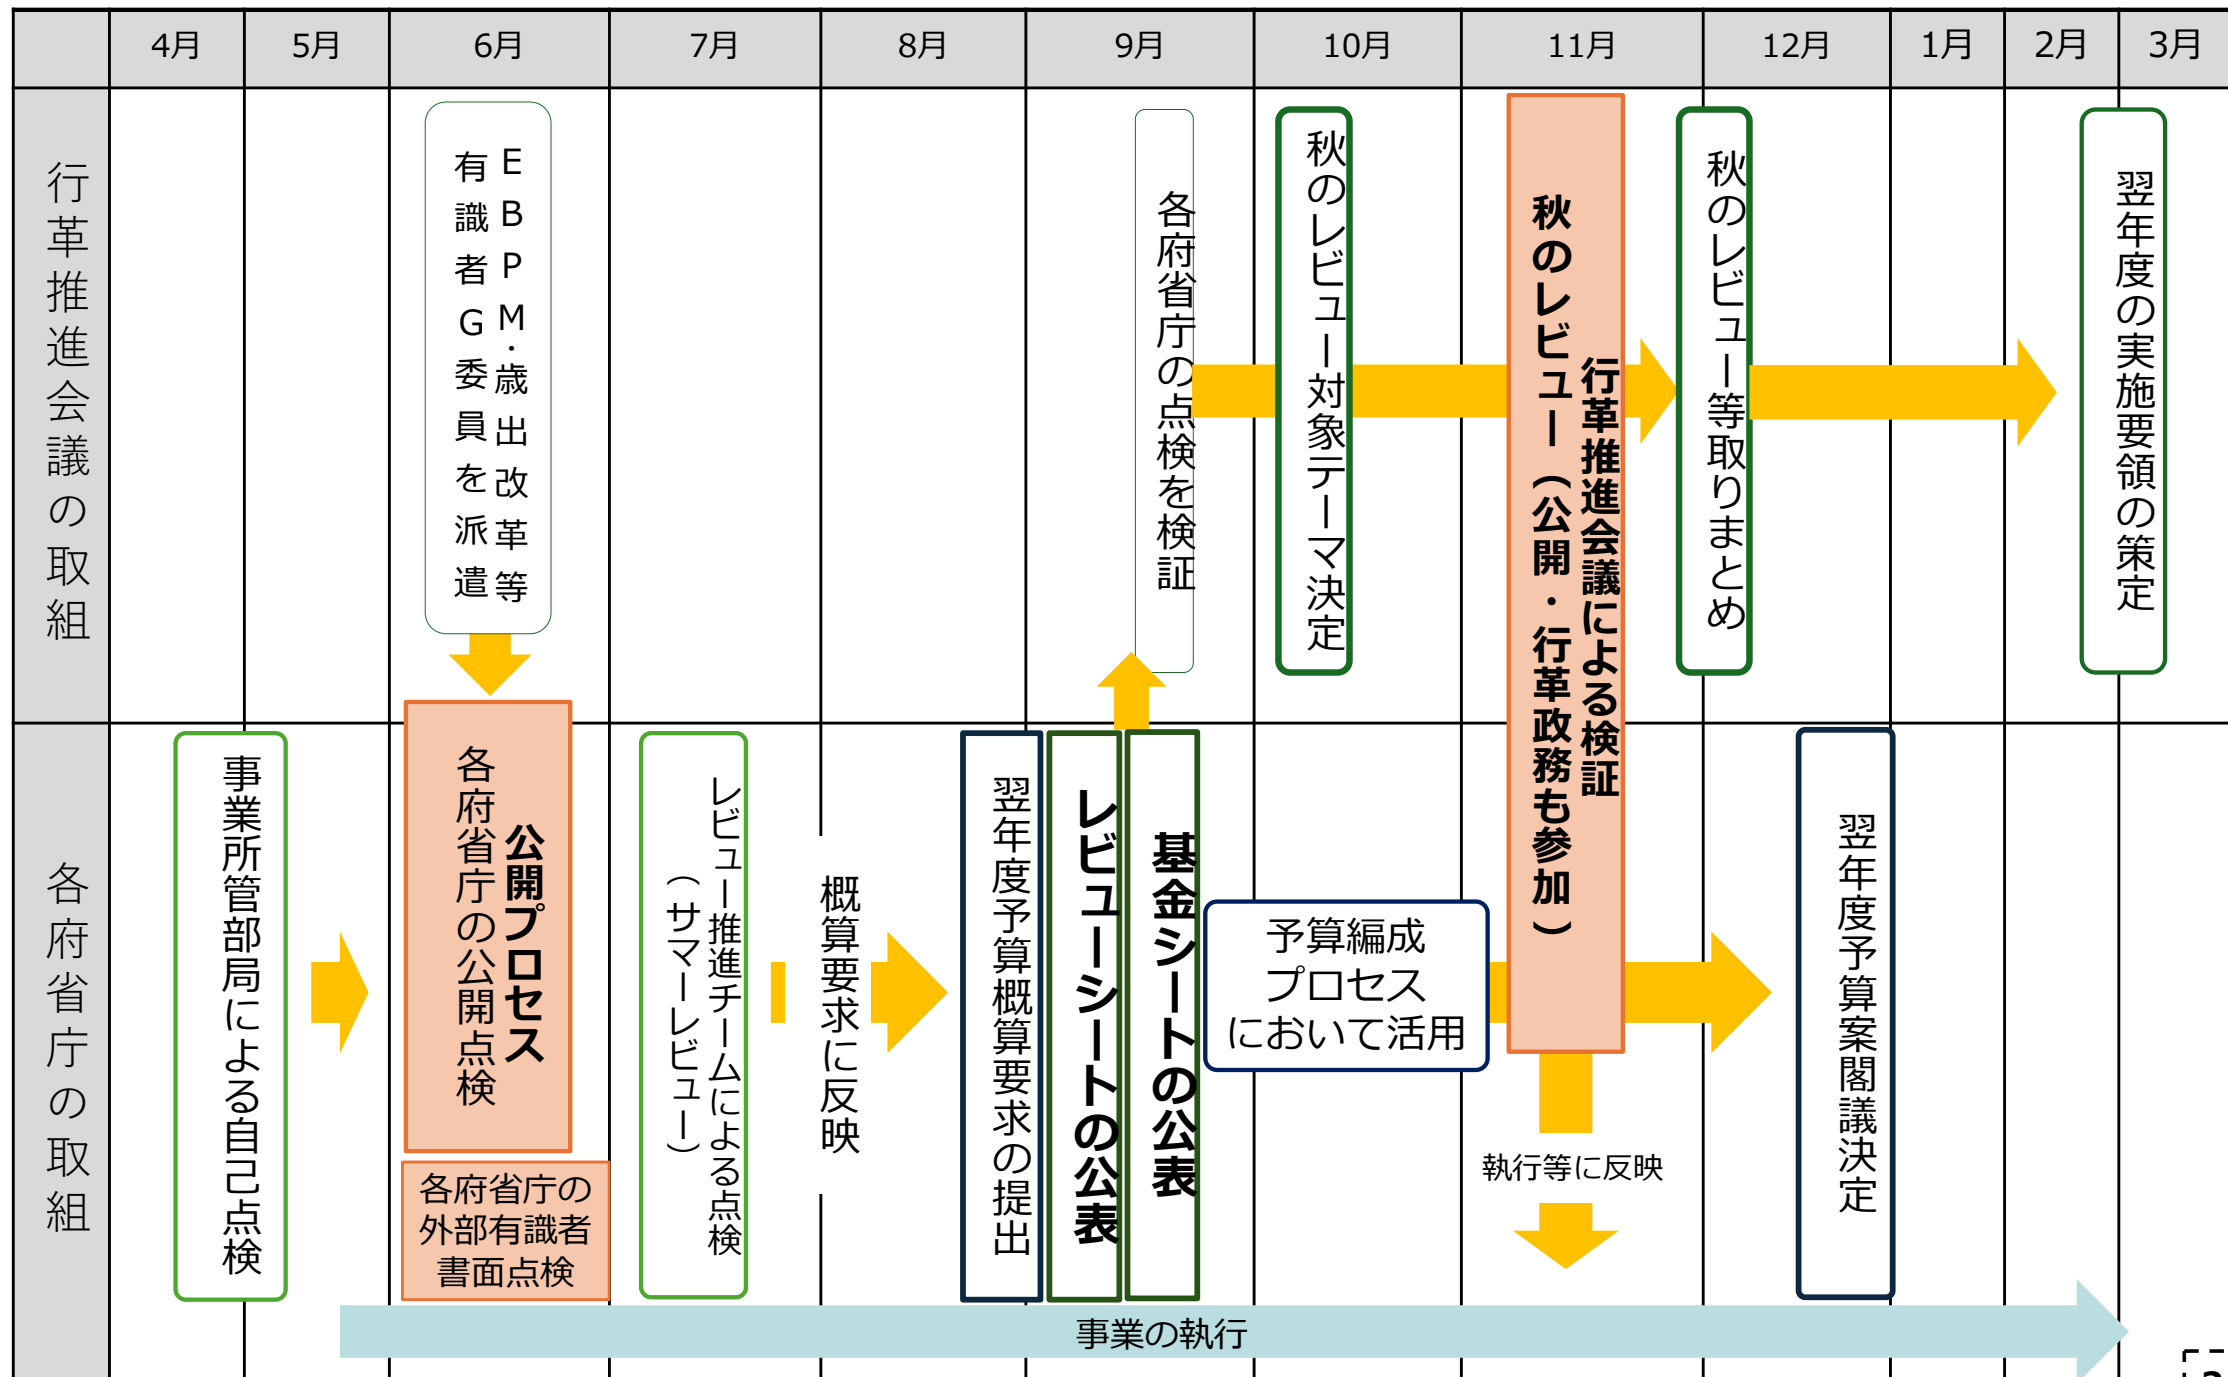 4月
5月
6月
7月
8月
9月
10月
11月
12月
1月
2月
3月
行革推進会議の取組
EBPM・歳出改革等
有識者G委員を派遣
各府省庁の点検を検証
秋のレビュー対象テーマ決定
行革推進会議による検証
秋のレビュー（公開・行革政務も参加）
秋のレビュー等取りまとめ
翌年度の実施要領の策定
各府省庁の取組
事業所管部局による自己点検
公開プロセス
各府省庁の公開点検
各府省庁の
外部有識者
書面点検
レビュー推進チームによる点検
（サマーレビュー）
概算要求に反映
翌年度予算概算要求の提出
レビューシートの公表
基金シートの公表
予算編成
プロセス
において活用
執行等に反映
翌年度予算案閣議決定
事業の執行